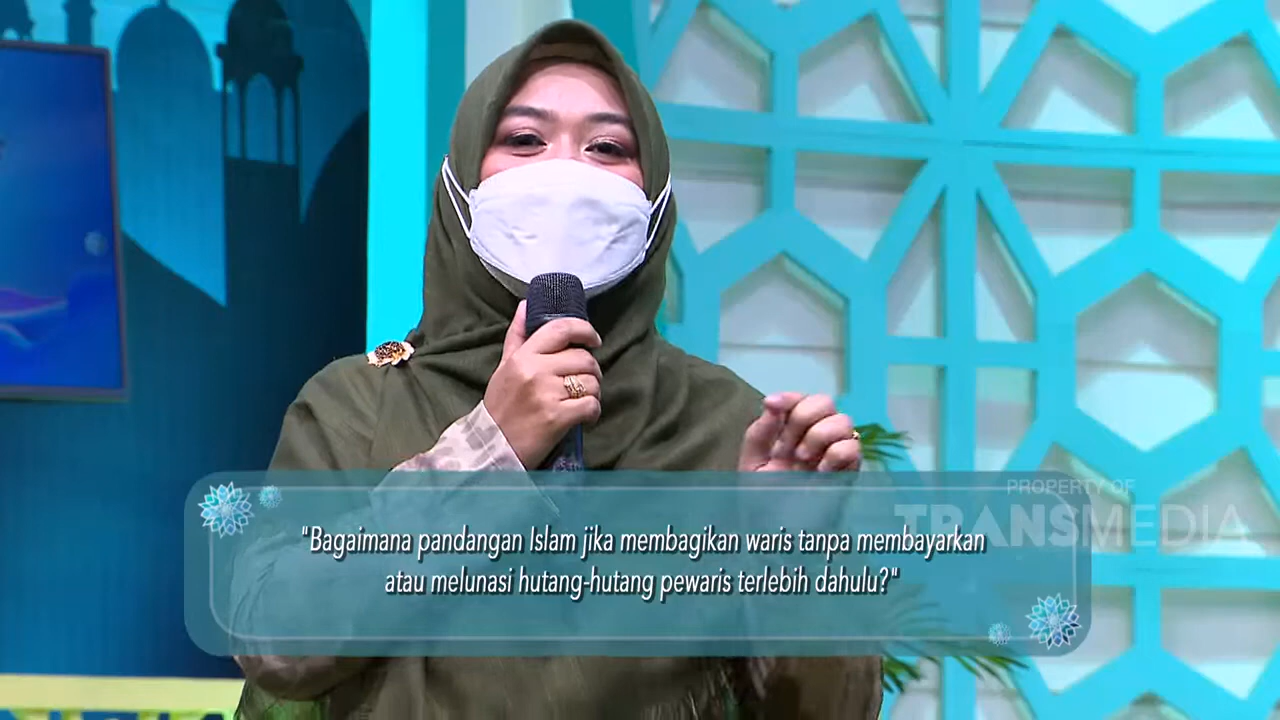 PROPERTY OF
TRANSMEDIA
"Bagaimana pandangan Islam jika membagikan waris tanpa membayarkan
atau melunasi hutang-hutang pewaris terlebih dahulu?"